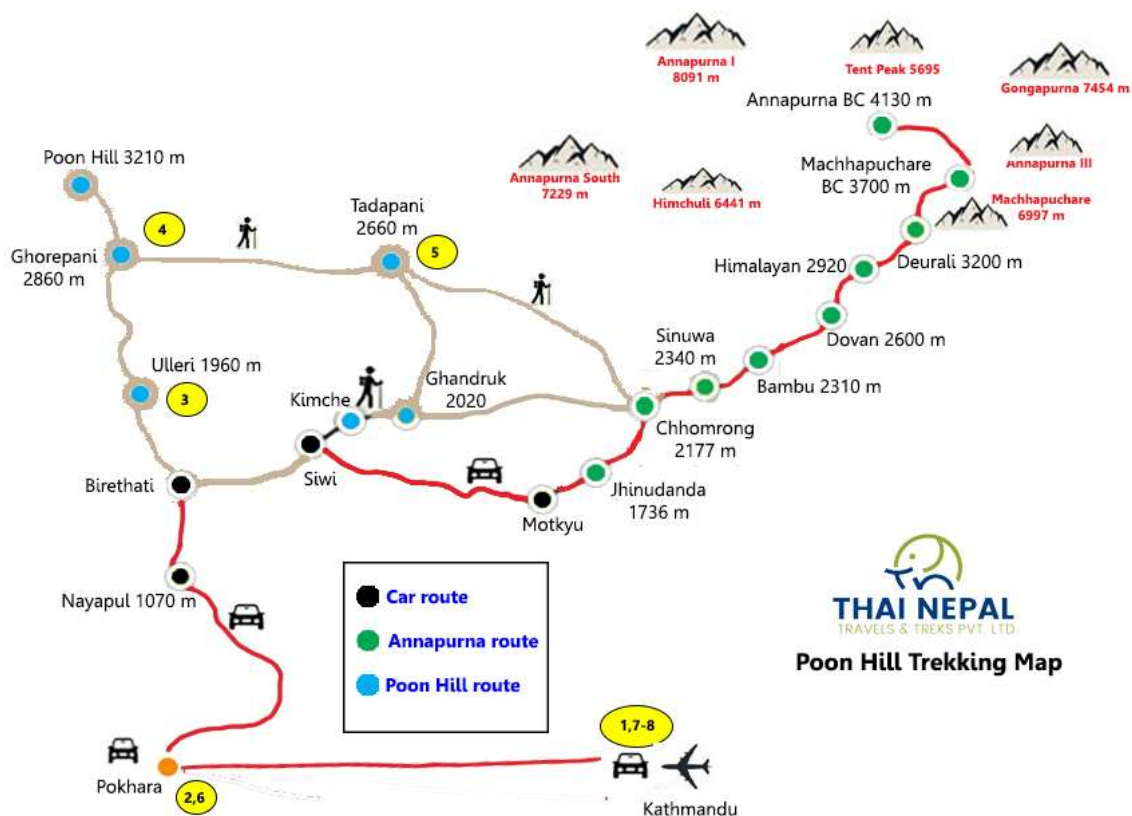 Annapurna I
8091 m
Tent Peak 5695
Gongapurna 7454 m
Annapurna BC 4130 m
Poon Hill 3210 m
Annapurna South
7229 m
Himchuli 6441 m
Machhapuchare
BC 3700 m
Annapurna III
Machhapuchare
6997 m
4
Tadapani
2660 m
5
Ghorepani
2860 m
Himalayan 2920
Deurali 3200 m
Ulleri 1960 m
3
Kimche
Ghandruk
2020
Sinuwa
2340 m
Dovan 2600 m
Bambu 2310 m
Chhomrong
2177 m
Birethati
Siwi
Motkyu
Jhinudanda
1736 m
Nayapul 1070 m
Car route
Annapurna route
Poon Hill route
THAI NEPAL
TRAVELS & TREKS PVT. LTD
Poon Hill Trekking Map
1,7-8
Pokhara
2,6
Kathmandu